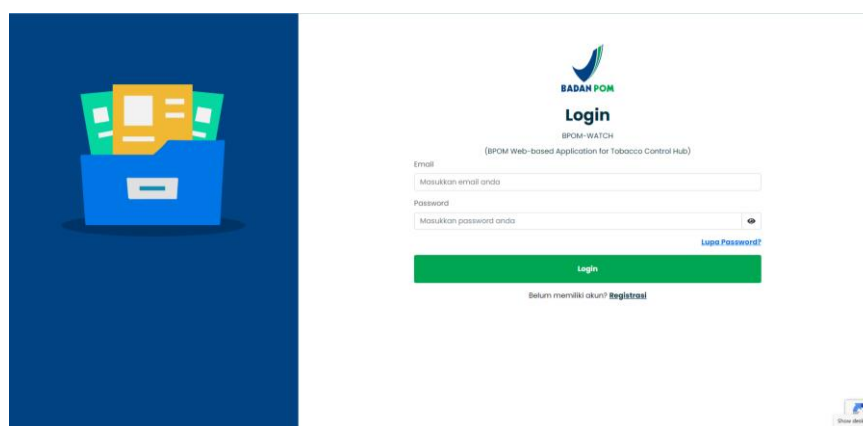 BADAN POM
Login
BPOM-WATCH
(BPOM Web-based Application for Tobacco Control Hub)
Email
Masukkan email anda
Password
Masukkan password anda
Lupa Password?
Login
Belum memiliki akun? Registrasi